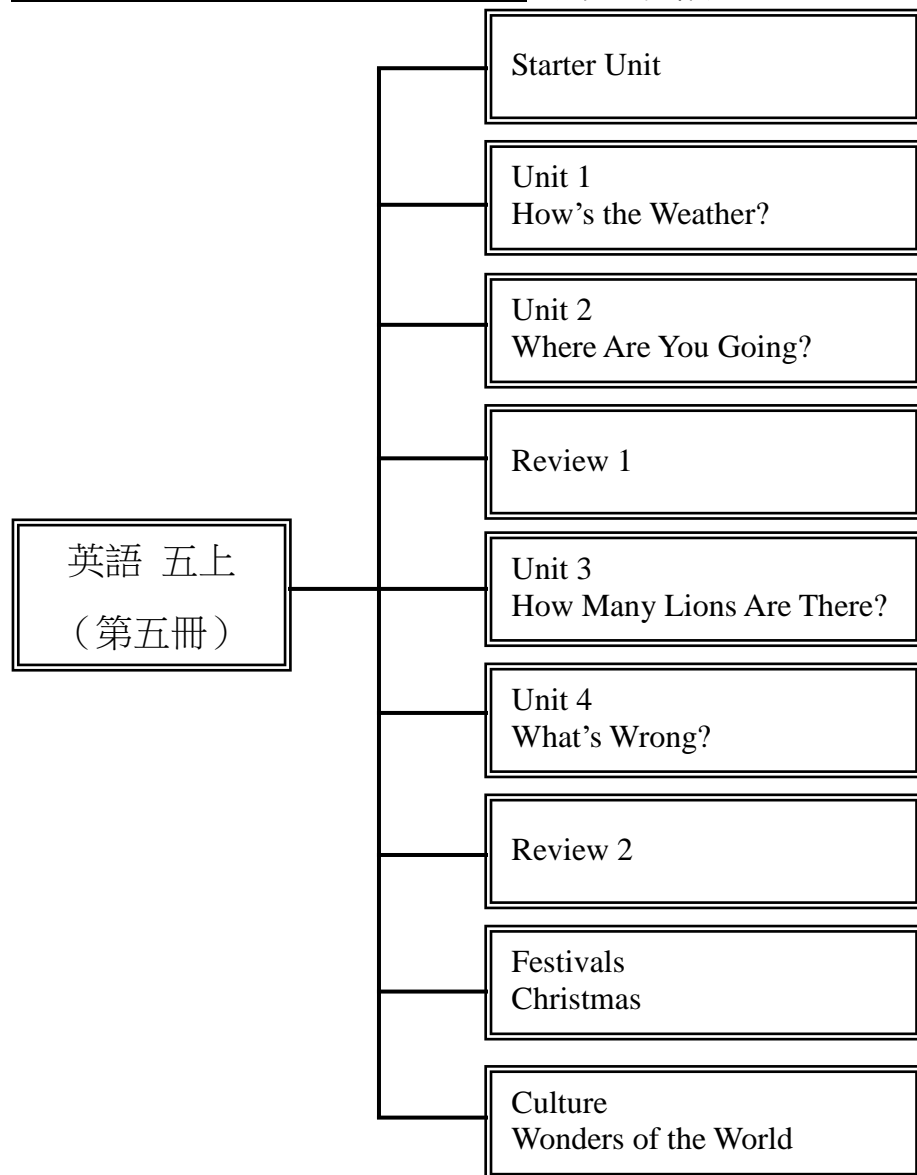 Starter Unit
Unit 1
How's the Weather?
Unit 2
Where Are You Going?
Review 1
英語 五上
（第五冊）
Unit 3
How Many Lions Are There?
Unit 4
What's Wrong?
Review 2
Festivals
Christmas
Culture
Wonders of the World